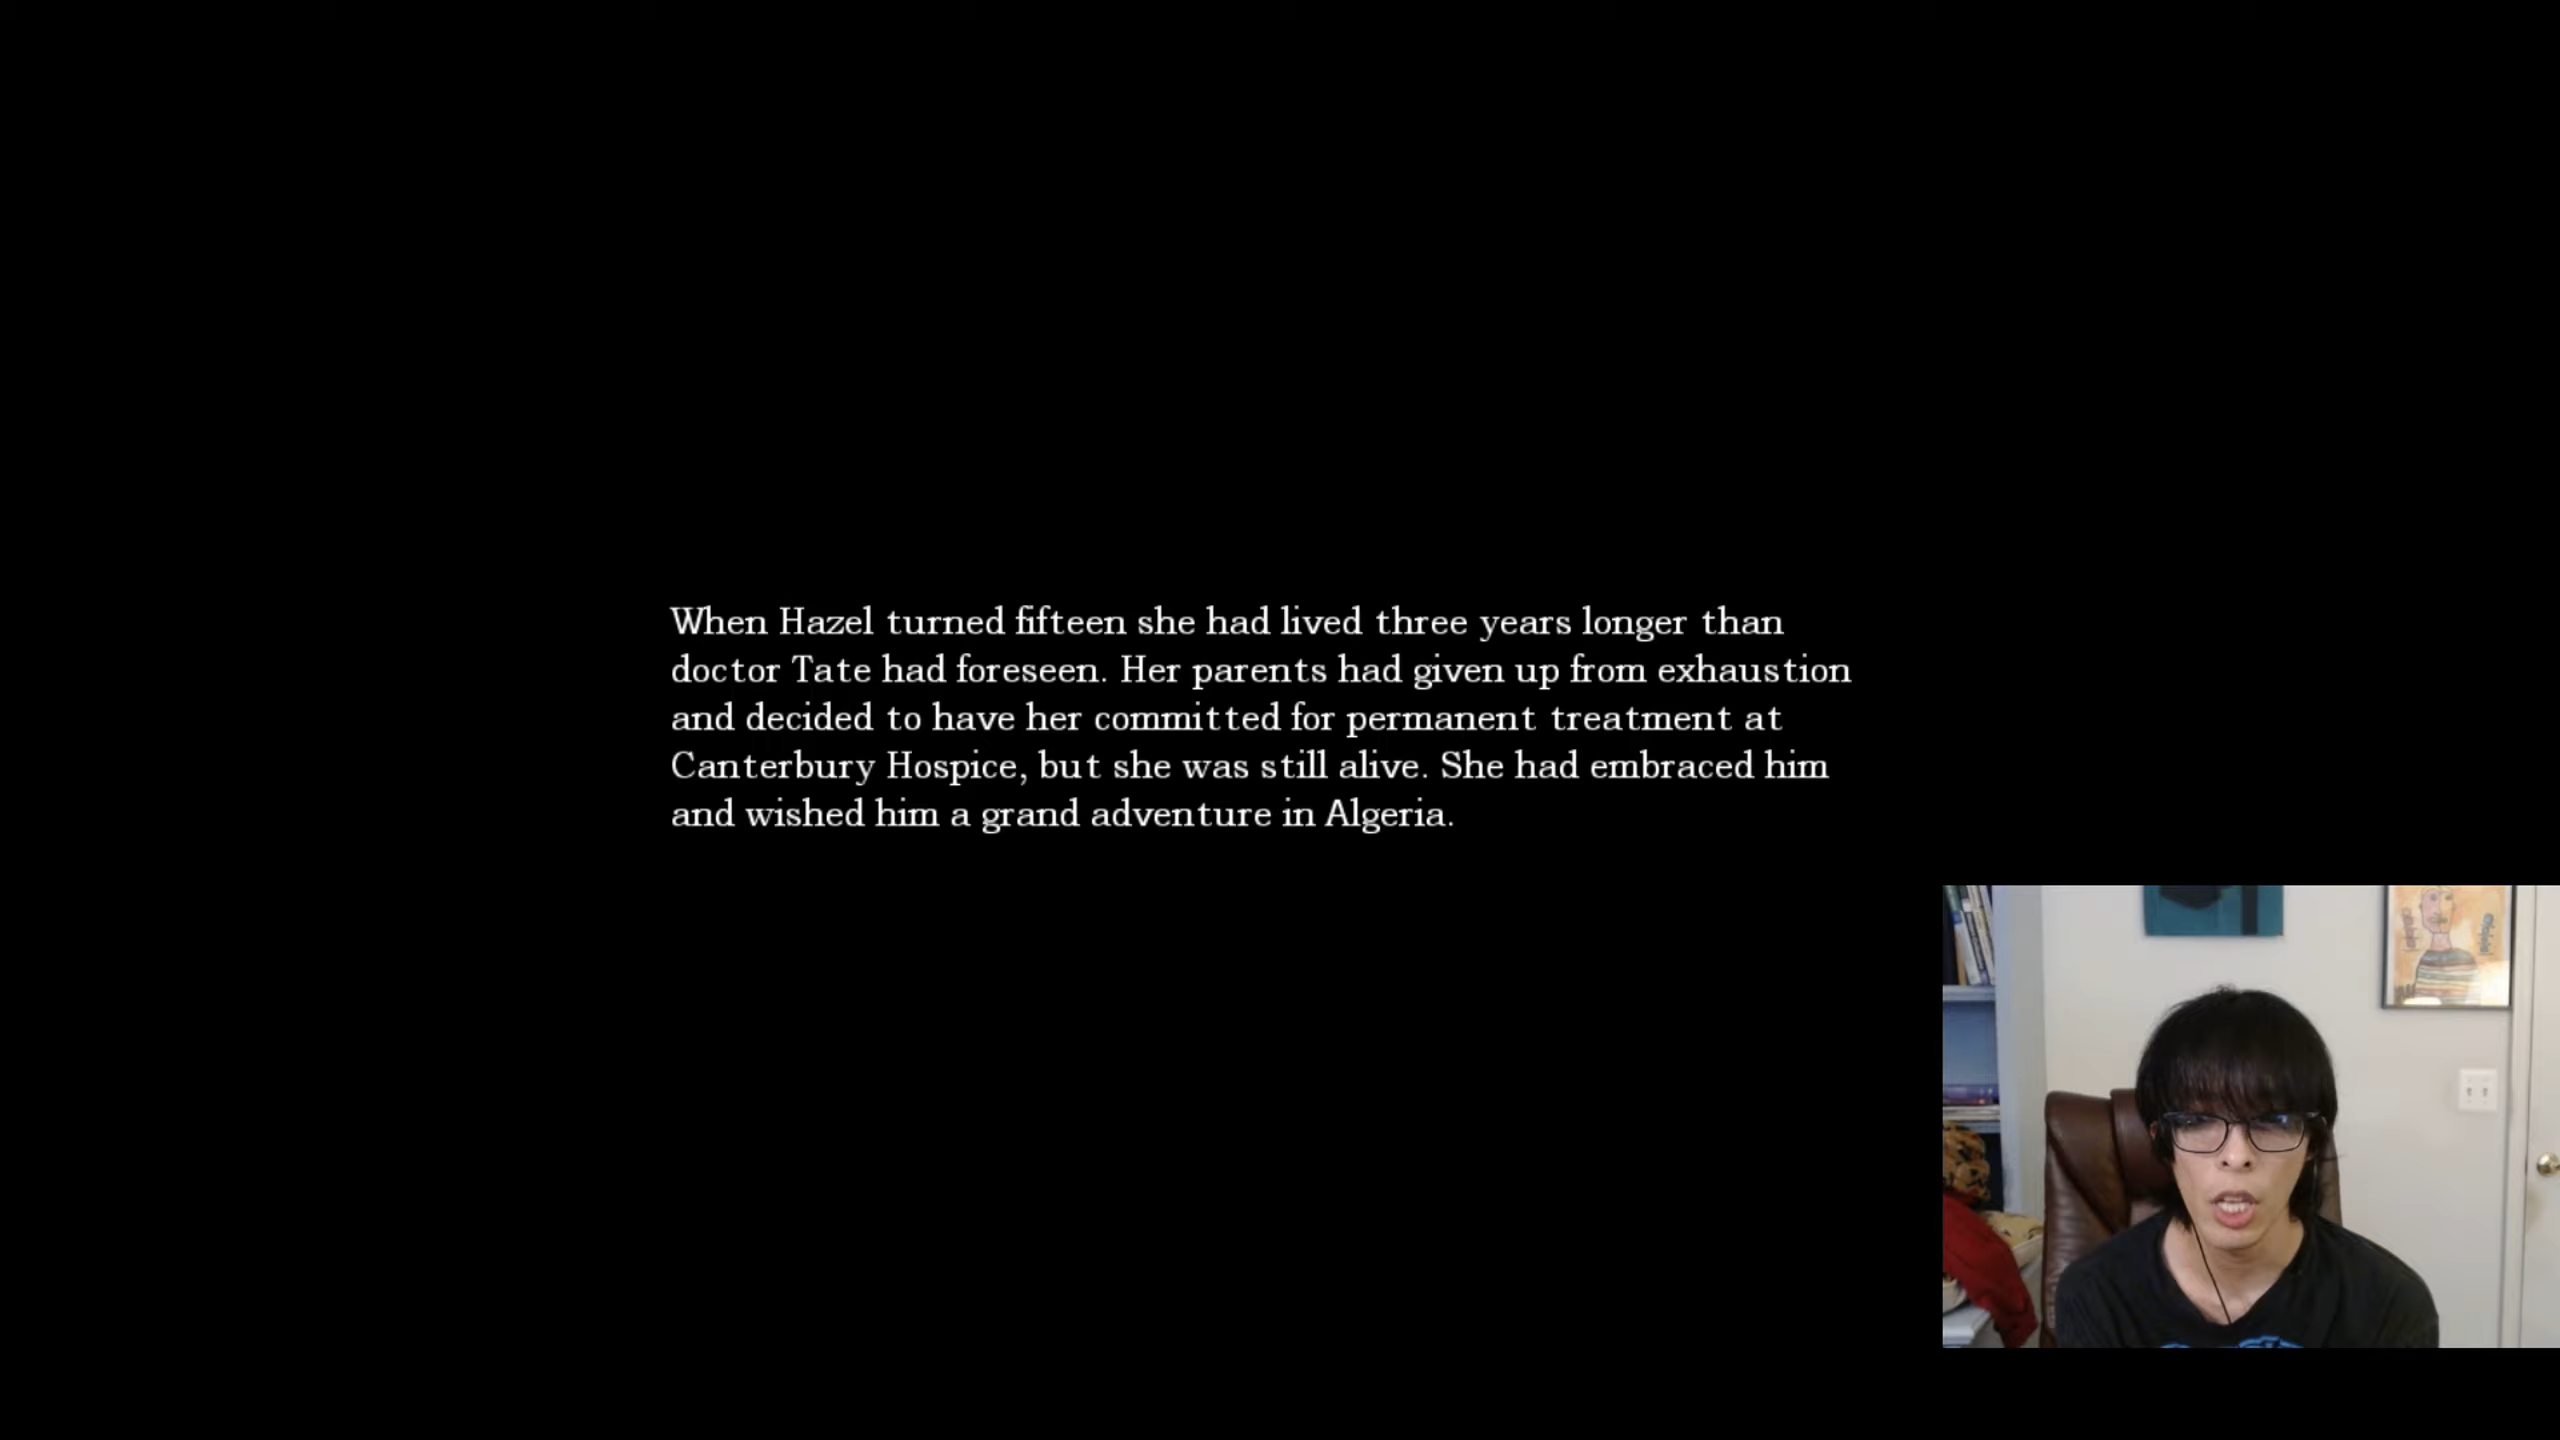 When Hazel turned fifteen she had lived three years longer than
doctor Tate had foreseen. Her parents had given up from exhaustion
and decided to have her committed for permanent treatment at
Canterbury Hospice, but she was still alive. She had embraced him
and wished him a grand adventure in Algeria.